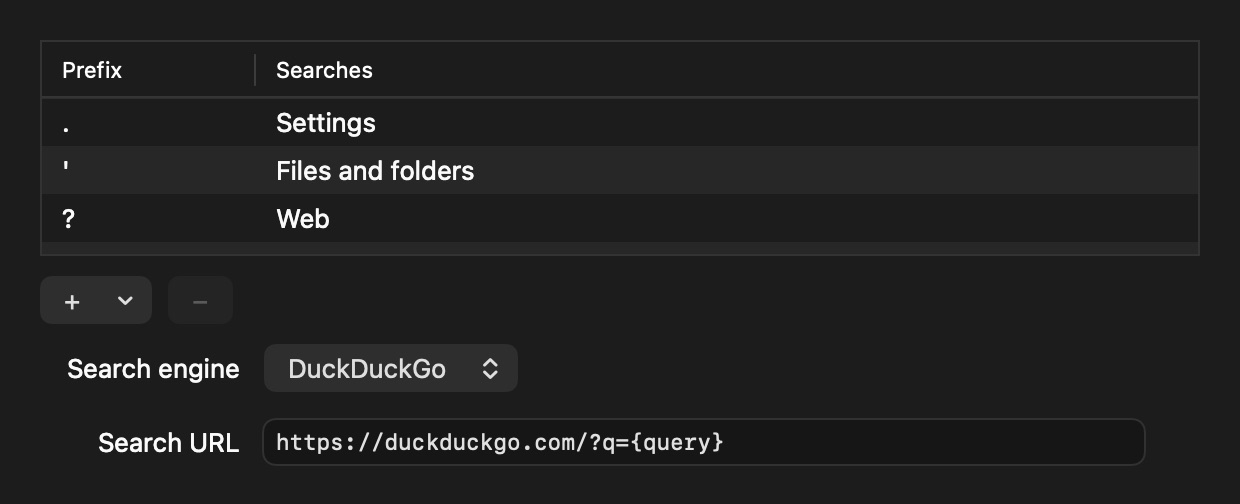 Prefix Searches
. Settings
' Files and folders
? Web
+ −
Search engine DuckDuckGo
Search URL https://duckduckgo.com/?q={query}